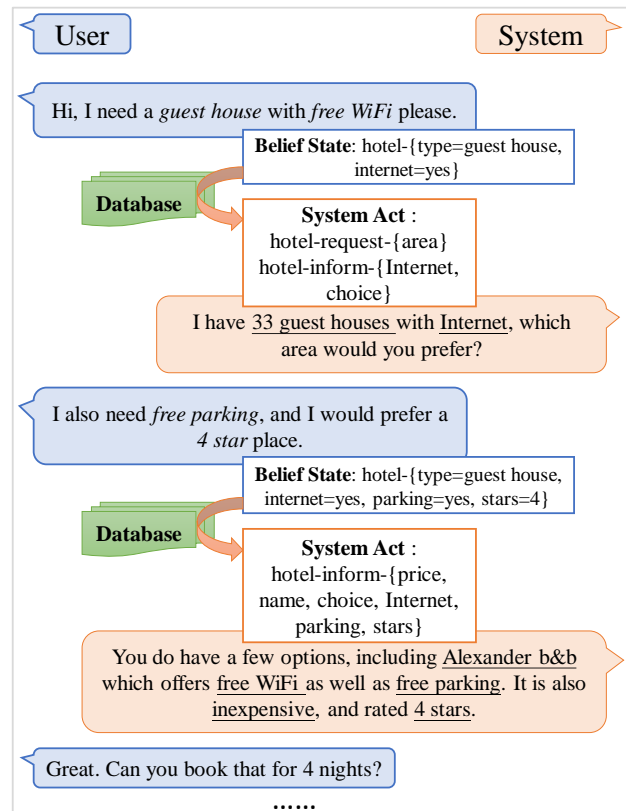 User
System
Hi, I need a guest house with free WiFi please.
Belief State: hotel-{type=guest house,
internet=yes}
Database
System Act :
hotel-request-{area}
hotel-inform-{Internet,
choice}
I have 33 guest houses with Internet, which
area would you prefer?
I also need free parking, and I would prefer a
4 star place.
Belief State: hotel-{type=guest house,
internet=yes, parking=yes, stars=4}
Database
System Act :
hotel-inform-{price,
name, choice, Internet,
parking, stars}
You do have a few options, including Alexander b&b
which offers free WiFi as well as free parking. It is also
inexpensive, and rated 4 stars.
Great. Can you book that for 4 nights?
……